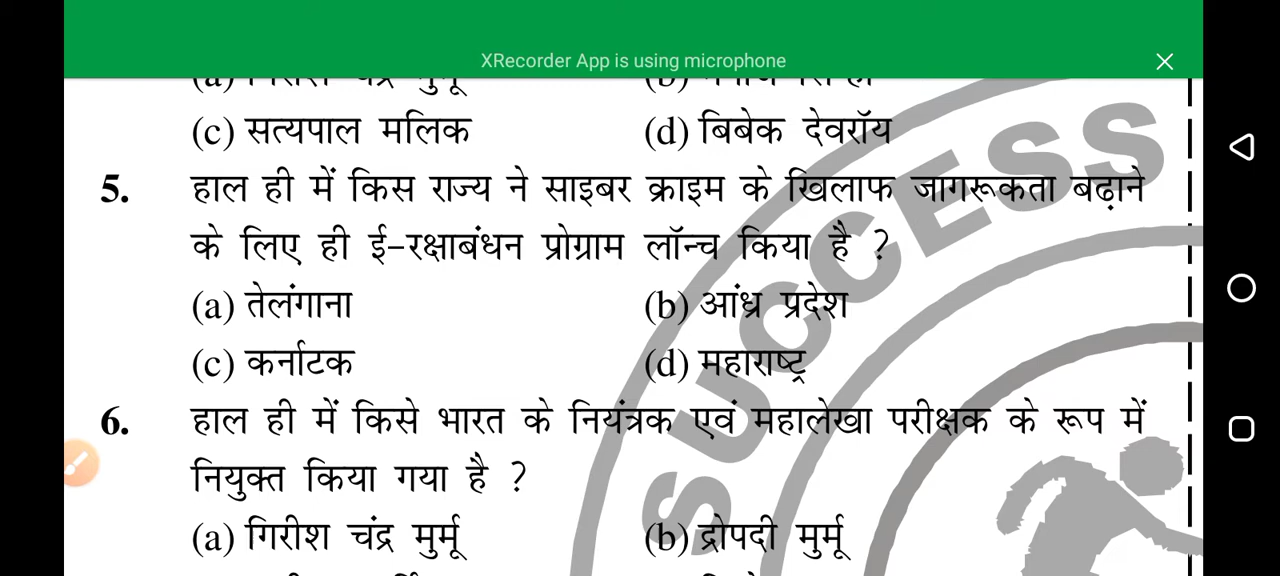 XRecorder App is using microphone
(c) सत्यपाल मलिक (d) बिबेक देवरॉय
5. हाल ही में किस राज्य ने साइबर क्राइम के खिलाफ जागरूकता बढ़ाने
के लिए ही ई-रक्षाबंधन प्रोग्राम लॉन्च किया है ?
(a) तेलंगाना (b) आंध्र प्रदेश
(c) कर्नाटक (d) महाराष्ट्र
6. हाल ही में किसे भारत के नियंत्रक एवं महालेखा परीक्षक के रूप में
नियुक्त किया गया है ?
(a) गिरीश चंद्र मुर्मू (b) द्रोपदी मुर्मू
SUCCESS